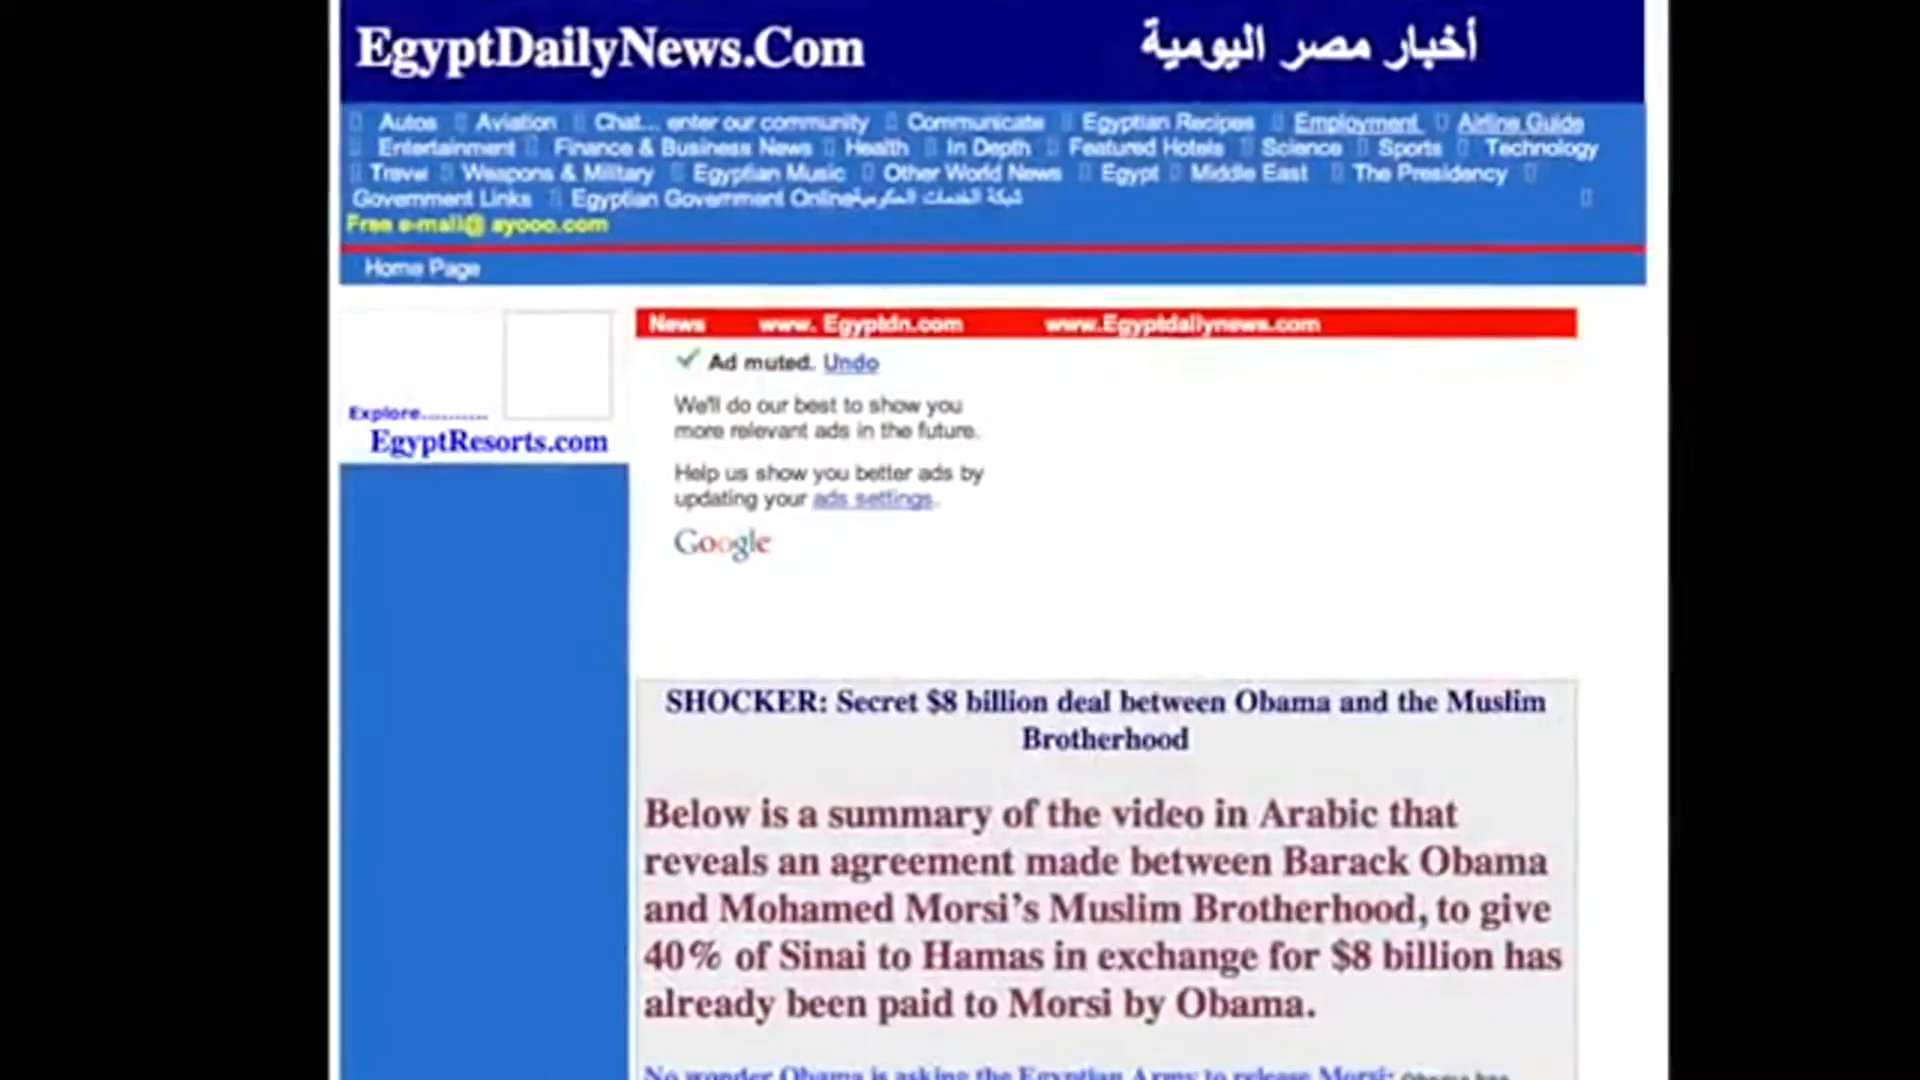 EgyptDailyNews.Com أخبار مصر اليومية
Autos Aviation Chat... enter our community Communicate Egyptian Recipes Employment Airline Guide
Entertainment Finance & Business News Health In Depth Featured Hotels Science Sports Technology
Travel Weapons & Military Egyptian Music Other World News Egypt Middle East The Presidency
Government Links Egyptian Government Online شبكة الخدمات الحكومية
Free e-mail@ ayooo.com
Home Page
News www. Egyptdn.com www.Egyptdailynews.com
Ad muted. Undo
We'll do our best to show you
more relevant ads in the future.
Help us show you better ads by
updating your ads settings.
Google
Explore..........
EgyptResorts.com
SHOCKER: Secret $8 billion deal between Obama and the Muslim
Brotherhood
Below is a summary of the video in Arabic that
reveals an agreement made between Barack Obama
and Mohamed Morsi’s Muslim Brotherhood, to give
40% of Sinai to Hamas in exchange for $8 billion has
already been paid to Morsi by Obama.
No wonder Obama is asking the Egyptian Army to release Morsi: Obama has